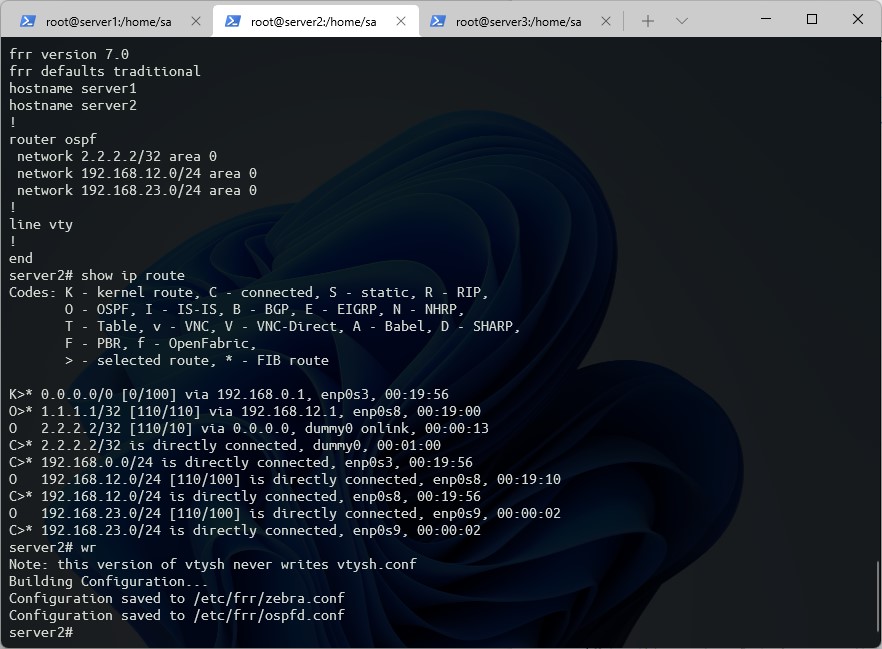 root@server1:/home/sa
root@server2:/home/sa
root@server3:/home/sa
frr version 7.0
frr defaults traditional
hostname server1
hostname server2
!
router ospf
 network 2.2.2.2/32 area 0
 network 192.168.12.0/24 area 0
 network 192.168.23.0/24 area 0
!
line vty
!
end
server2# show ip route
Codes: K - kernel route, C - connected, S - static, R - RIP,
       O - OSPF, I - IS-IS, B - BGP, E - EIGRP, N - NHRP,
       T - Table, v - VNC, V - VNC-Direct, A - Babel, D - SHARP,
       F - PBR, f - OpenFabric,
       > - selected route, * - FIB route
K>* 0.0.0.0/0 [0/100] via 192.168.0.1, enp0s3, 00:19:56
O>* 1.1.1.1/32 [110/110] via 192.168.12.1, enp0s8, 00:19:00
O   2.2.2.2/32 [110/10] via 0.0.0.0, dummy0 onlink, 00:00:13
C>* 2.2.2.2/32 is directly connected, dummy0, 00:01:00
C>* 192.168.0.0/24 is directly connected, enp0s3, 00:19:56
O   192.168.12.0/24 [110/100] is directly connected, enp0s8, 00:19:10
C>* 192.168.12.0/24 is directly connected, enp0s8, 00:19:56
O   192.168.23.0/24 [110/100] is directly connected, enp0s9, 00:00:02
C>* 192.168.23.0/24 is directly connected, enp0s9, 00:00:02
server2# wr
Note: this version of vtysh never writes vtysh.conf
Building Configuration...
Configuration saved to /etc/frr/zebra.conf
Configuration saved to /etc/frr/ospfd.conf
server2#